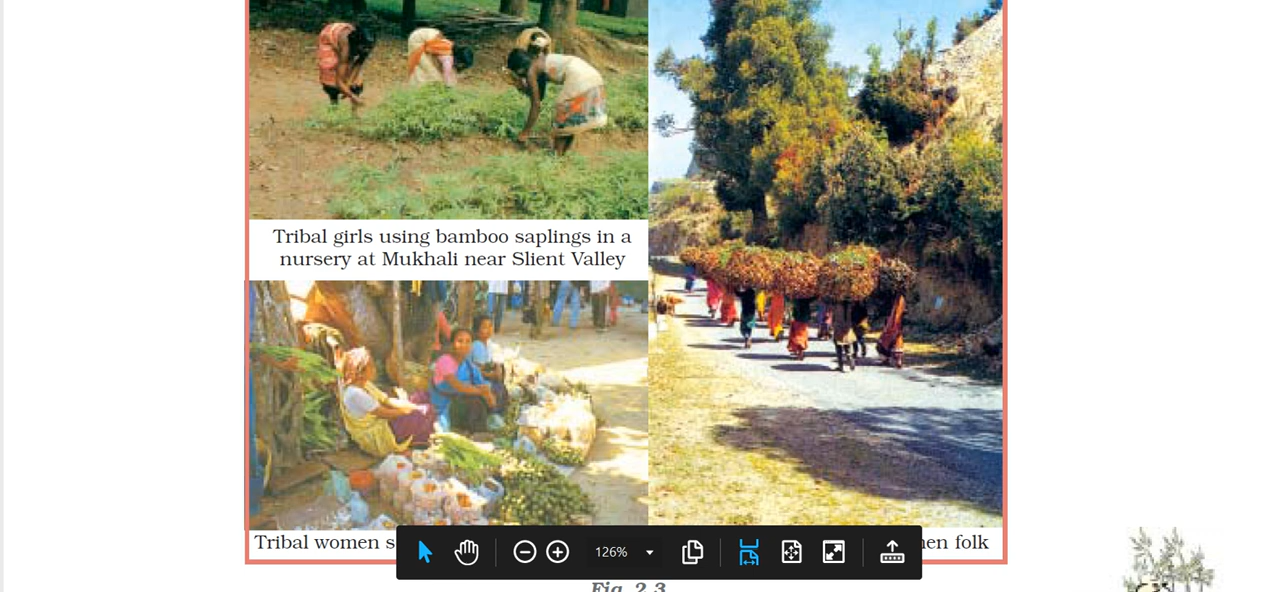 Tribal girls using bamboo saplings in a
nursery at Mukhali near Slient Valley
Tribal women
folk
126%
Fig. 2.3